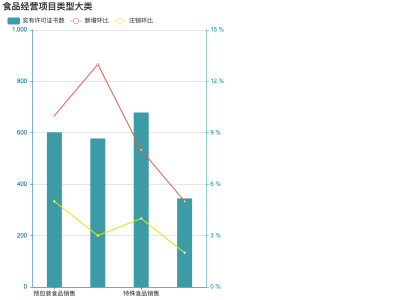 食品经营项目类型大类
实有许可证书数 新增环比 注销环比
1,000 15 %
800 12 %
600 9 %
400 6 %
200 3 %
0 0 %
预包装食品销售 特殊食品销售